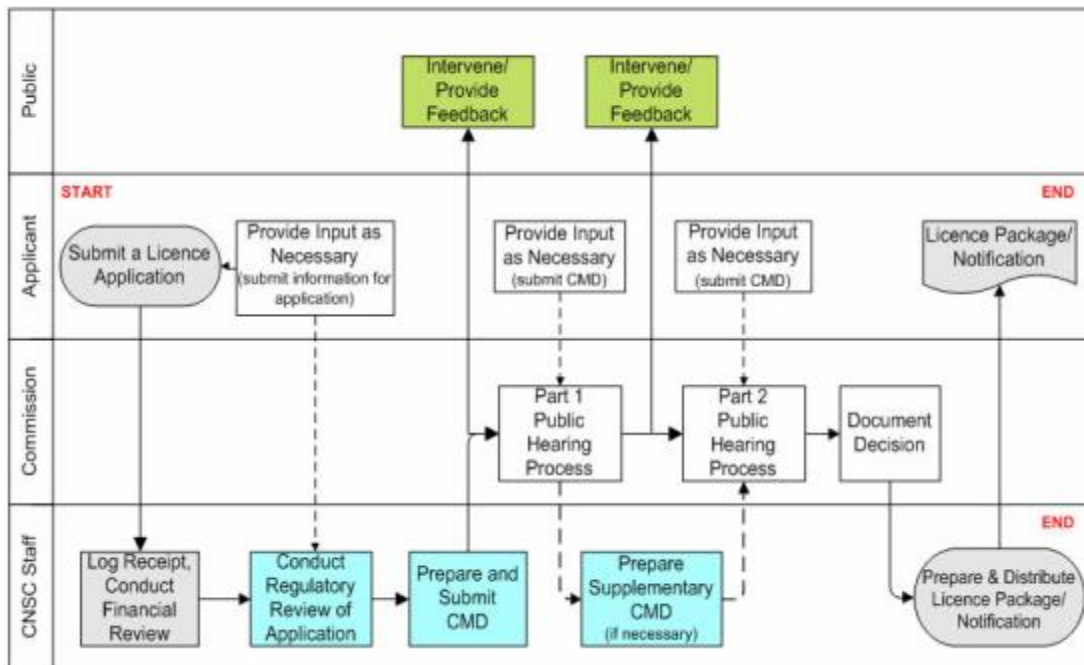 Public
Intervene/
Provide
Feedback
Intervene/
Provide
Feedback
Applicant
START
END
Submit a Licence
Application
Provide Input as
Necessary
(submit information for
application)
Provide Input
as Necessary
(submit CMD)
Provide Input
as Necessary
(submit CMD)
Licence Package/
Notification
Commission
Part 1
Public
Hearing
Process
Part 2
Public
Hearing
Process
Document
Decision
CNSC Staff
END
Log Receipt,
Conduct
Financial
Review
Conduct
Regulatory
Review of
Application
Prepare and
Submit
CMD
Prepare
Supplementary
CMD
(if necessary)
Prepare & Distribute
Licence Package/
Notification